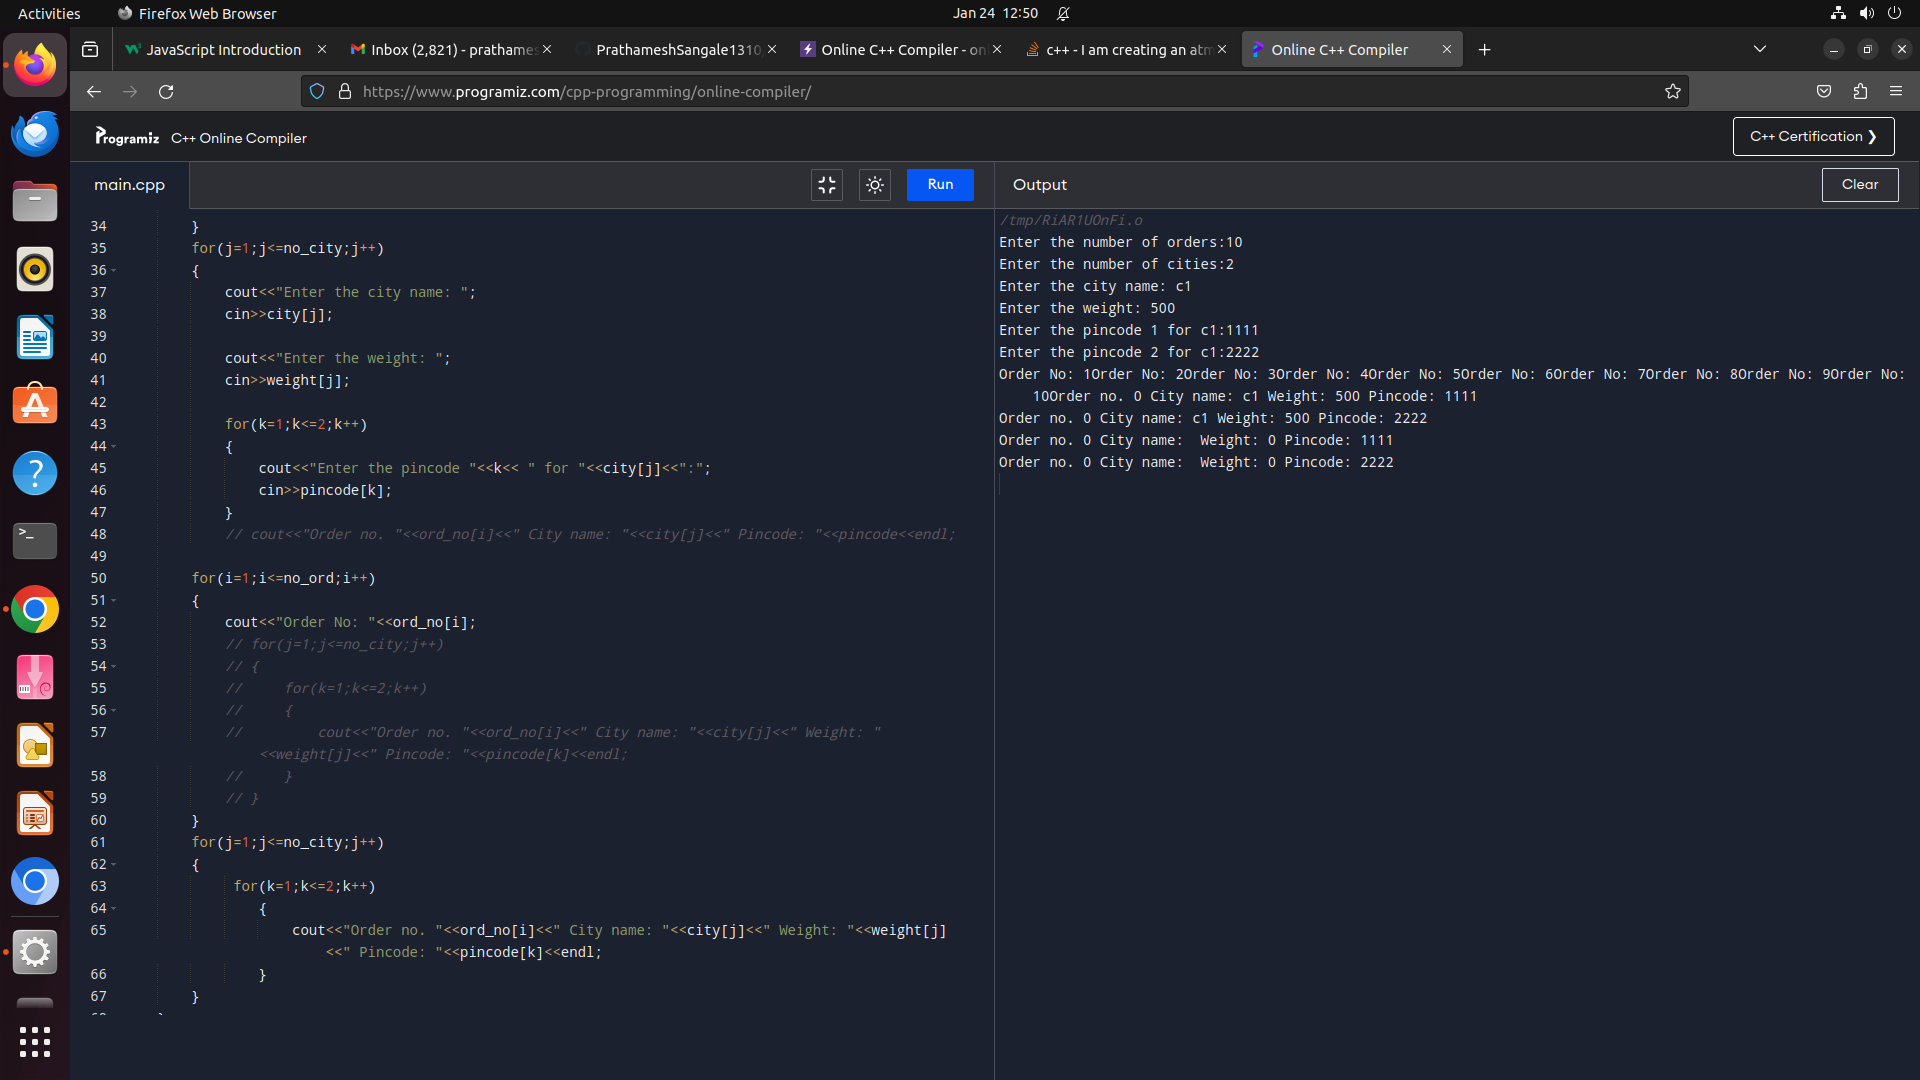 Activities
Firefox Web Browser
Jan 24 12:50
JavaScript Introduction
Inbox (2,821) - prathames
PrathameshSangale1310
Online C++ Compiler - onl
c++ - I am creating an atm
Online C++ Compiler
https://www.programiz.com/cpp-programming/online-compiler/
Programiz
C++ Online Compiler
C++ Certification ❯
main.cpp
Run
Output
Clear
34 }
35 for(j=1;j<=no_city;j++)
36 {
37 cout<<"Enter the city name: ";
38 cin>>city[j];
39
40 cout<<"Enter the weight: ";
41 cin>>weight[j];
42
43 for(k=1;k<=2;k++)
44 {
45 cout<<"Enter the pincode "<<k<< " for "<<city[j]<<":";
46 cin>>pincode[k];
47 }
48 // cout<<"Order no. "<<ord_no[i]<<" City name: "<<city[j]<<" Pincode: "<<pincode<<endl;
49
50 for(i=1;i<=no_ord;i++)
51 {
52 cout<<"Order No: "<<ord_no[i];
53 // for(j=1;j<=no_city;j++)
54 // {
55 // for(k=1;k<=2;k++)
56 // {
57 // cout<<"Order no. "<<ord_no[i]<<" City name: "<<city[j]<<" Weight: "
<<weight[j]<<" Pincode: "<<pincode[k]<<endl;
58 // }
59 // }
60 }
61 for(j=1;j<=no_city;j++)
62 {
63 for(k=1;k<=2;k++)
64 {
65 cout<<"Order no. "<<ord_no[i]<<" City name: "<<city[j]<<" Weight: "<<weight[j]
<<" Pincode: "<<pincode[k]<<endl;
66 }
67 }
/tmp/RiAR1UOnFi.o
Enter the number of orders:10
Enter the number of cities:2
Enter the city name: c1
Enter the weight: 500
Enter the pincode 1 for c1:1111
Enter the pincode 2 for c1:2222
Order No: 1Order No: 2Order No: 3Order No: 4Order No: 5Order No: 6Order No: 7Order No: 8Order No: 9Order No:
10Order no. 0 City name: c1 Weight: 500 Pincode: 1111
Order no. 0 City name: c1 Weight: 500 Pincode: 2222
Order no. 0 City name:  Weight: 0 Pincode: 1111
Order no. 0 City name:  Weight: 0 Pincode: 2222